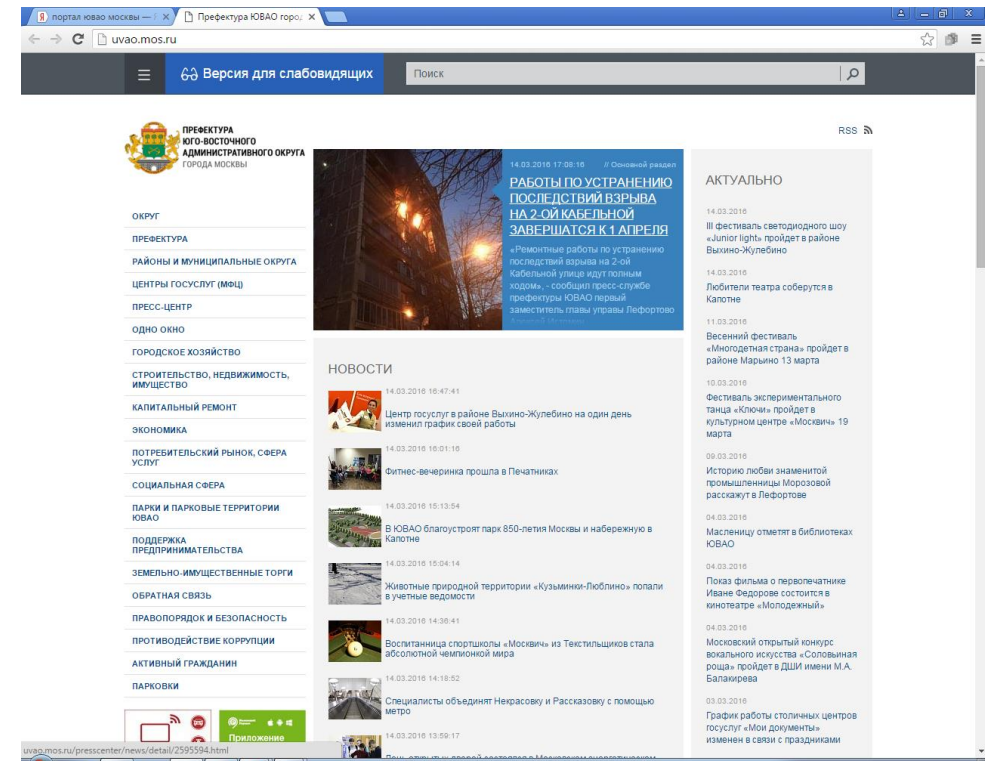 портал ювао москвы — Я
Префектура ЮВАО горо
uvao.mos.ru
Версия для слабовидящих
Поиск
ПРЕФЕКТУРА
ЮГО-ВОСТОЧНОГО
АДМИНИСТРАТИВНОГО ОКРУГА
ГОРОДА МОСКВЫ
RSS
ОКРУГ
ПРЕФЕКТУРА
РАЙОНЫ И МУНИЦИПАЛЬНЫЕ ОКРУГА
ЦЕНТРЫ ГОСУСЛУГ (МФЦ)
ПРЕСС-ЦЕНТР
ОДНО ОКНО
ГОРОДСКОЕ ХОЗЯЙСТВО
СТРОИТЕЛЬСТВО, НЕДВИЖИМОСТЬ,
ИМУЩЕСТВО
КАПИТАЛЬНЫЙ РЕМОНТ
ЭКОНОМИКА
ПОТРЕБИТЕЛЬСКИЙ РЫНОК, СФЕРА
УСЛУГ
СОЦИАЛЬНАЯ СФЕРА
ПАРКИ И ПАРКОВЫЕ ТЕРРИТОРИИ
ЮВАО
ПОДДЕРЖКА
ПРЕДПРИНИМАТЕЛЬСТВА
ЗЕМЕЛЬНО-ИМУЩЕСТВЕННЫЕ ТОРГИ
ОБРАТНАЯ СВЯЗЬ
ПРАВОПОРЯДОК И БЕЗОПАСНОСТЬ
ПРОТИВОДЕЙСТВИЕ КОРРУПЦИИ
АКТИВНЫЙ ГРАЖДАНИН
ПАРКОВКИ
Приложение
14.03.2016 17:08:16 // Основной раздел
РАБОТЫ ПО УСТРАНЕНИЮ
ПОСЛЕДСТВИЙ ВЗРЫВА
НА 2-ОЙ КАБЕЛЬНОЙ
ЗАВЕРШАТСЯ К 1 АПРЕЛЯ
«Ремонтные работы по устранению
последствий взрыва на 2-ой
Кабельной улице идут полным
ходом», - сообщил пресс-службе
префектуры ЮВАО первый
заместитель главы управы Лефортово
НОВОСТИ
14.03.2016 16:47:41
Центр госуслуг в районе Выхино-Жулебино на один день
изменил график своей работы
14.03.2016 16:01:16
Фитнес-вечеринка прошла в Печатниках
14.03.2016 15:13:54
В ЮВАО благоустроят парк 850-летия Москвы и набережную в
Капотне
14.03.2016 15:04:14
Животные природной территории «Кузьминки-Люблино» попали
в учетные ведомости
14.03.2016 14:36:41
Воспитанница спортшколы «Москвич» из Текстильщиков стала
абсолютной чемпионкой мира
14.03.2016 14:18:52
Специалисты объединят Некрасовку и Рассказовку с помощью
метро
14.03.2016 13:59:17
День открытых дверей состоялся в Московском энергетическом
АКТУАЛЬНО
14.03.2016
III фестиваль светодиодного шоу
«Junior light» пройдет в районе
Выхино-Жулебино
14.03.2016
Любители театра соберутся в
Капотне
11.03.2016
Весенний фестиваль
«Многодетная страна» пройдет в
районе Марьино 13 марта
10.03.2016
Фестиваль экспериментального
танца «Ключи» пройдет в
культурном центре «Москвич» 19
марта
09.03.2016
Историю любви знаменитой
промышленницы Морозовой
расскажут в Лефортове
04.03.2016
Масленицу отметят в библиотеках
ЮВАО
04.03.2016
Показ фильма о первопечатнике
Иване Федорове состоится в
кинотеатре «Молодежный»
04.03.2016
Московский открытый конкурс
вокального искусства «Соловьиная
роща» пройдет в ДШИ имени М.А.
Балакирева
03.03.2016
График работы столичных центров
госуслуг «Мои документы»
изменен в связи с праздниками
uvao.mos.ru/presscenter/news/detail/2595594.html